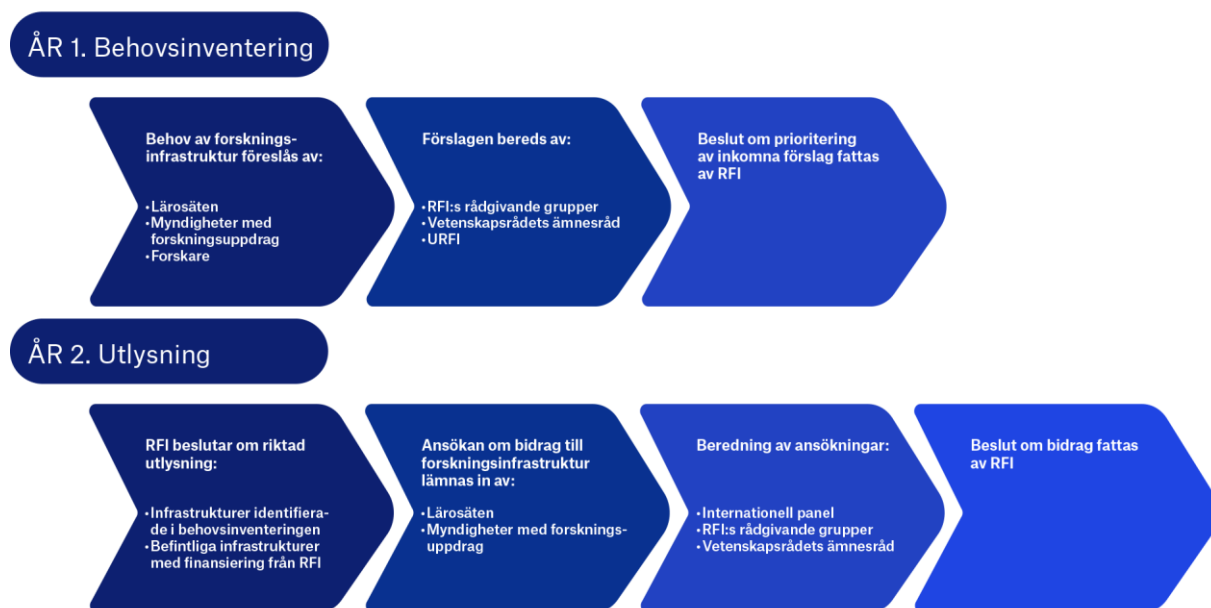 ÅR 1. Behovsinventering
Behov av forsknings-
infrastruktur föreslås av:
• Lärosäten
• Myndigheter med
forskningsuppdrag
• Forskare
Förslagen bereds av:
• RFI:s rådgivande grupper
• Vetenskapsrådets ämnesråd
• URFI
Beslut om prioritering
av inkomna förslag fattas
av RFI
ÅR 2. Utlysning
RFI beslutar om riktad
utlysning:
• Infrastrukturer identifiera-
de i behovsinventeringen
• Befintliga infrastrukturer
med finansiering från RFI
Ansökan om bidrag till
forskningsinfrastruktur
lämnas in av:
• Lärosäten
• Myndigheter med forsknings-
uppdrag
Beredning av ansökningar:
• Internationell panel
• RFI:s rådgivande grupper
• Vetenskapsrådets ämnesråd
Beslut om bidrag fattas
av RFI